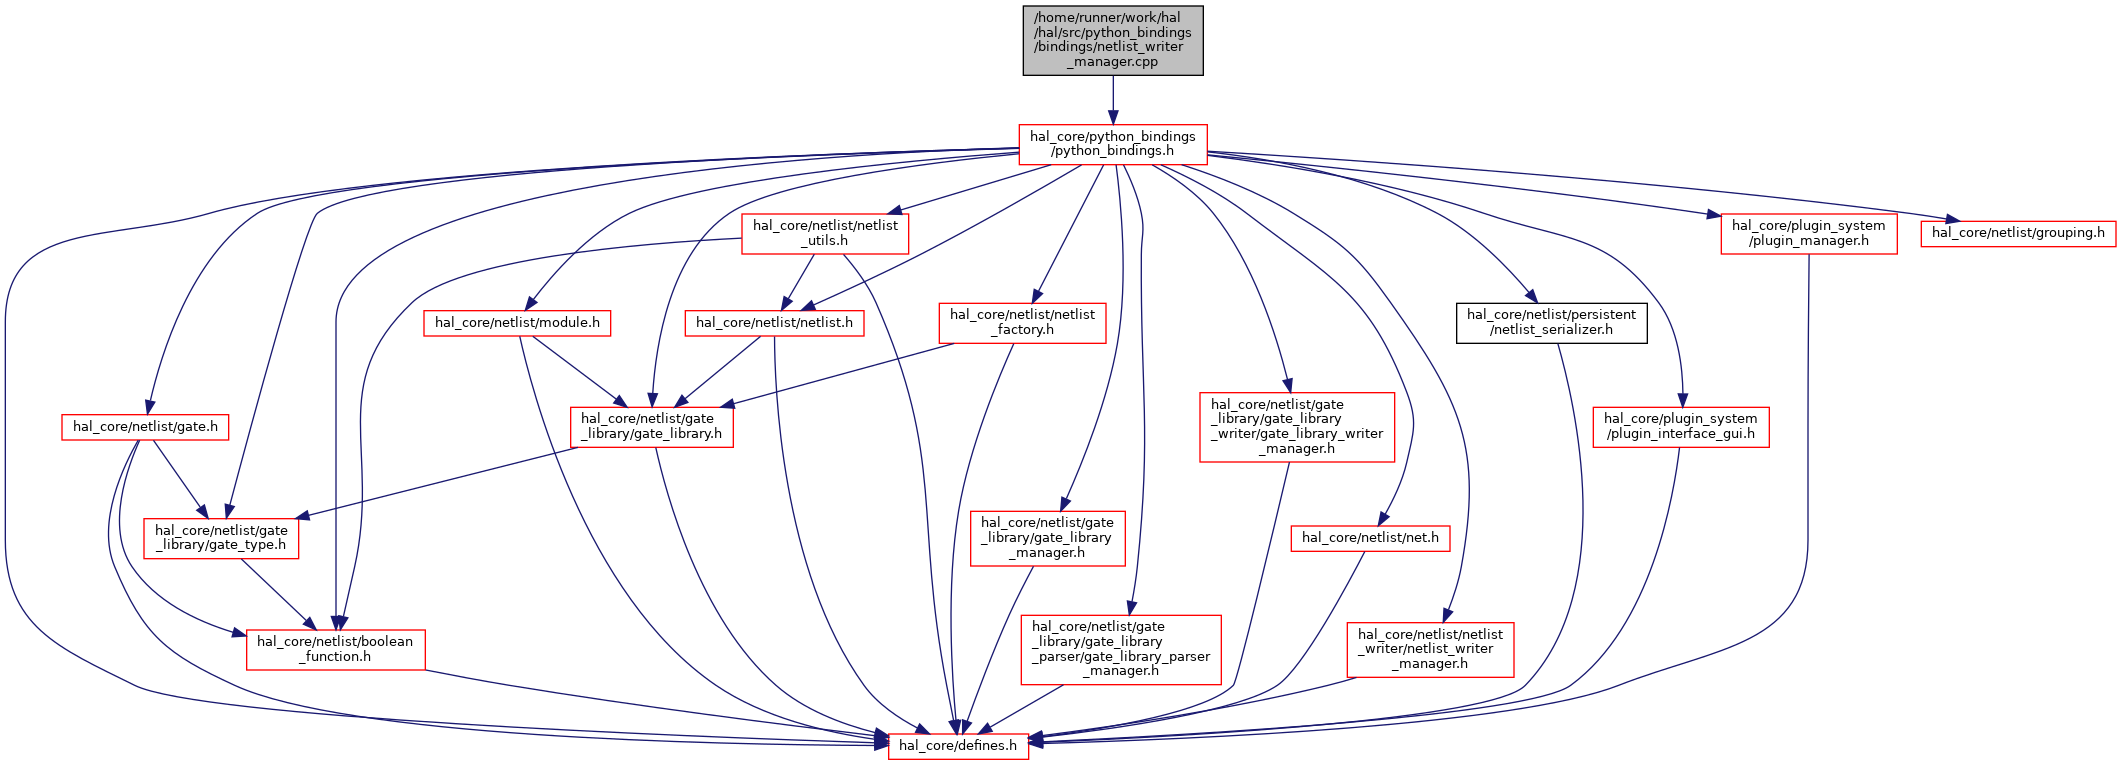 /home/runner/work/hal
/hal/src/python_bindings
/bindings/netlist_writer
_manager.cpp
hal_core/python_bindings
/python_bindings.h
hal_core/netlist/netlist
_utils.h
hal_core/plugin_system
/plugin_manager.h
hal_core/netlist/grouping.h
hal_core/netlist/module.h
hal_core/netlist/netlist.h
hal_core/netlist/netlist
_factory.h
hal_core/netlist/persistent
/netlist_serializer.h
hal_core/netlist/gate.h
hal_core/netlist/gate
_library/gate_library.h
hal_core/netlist/gate
_library/gate_library
_writer/gate_library_writer
_manager.h
hal_core/plugin_system
/plugin_interface_gui.h
hal_core/netlist/gate
_library/gate_type.h
hal_core/netlist/gate
_library/gate_library
_manager.h
hal_core/netlist/net.h
hal_core/netlist/boolean
_function.h
hal_core/netlist/gate
_library/gate_library
_parser/gate_library_parser
_manager.h
hal_core/netlist/netlist
_writer/netlist_writer
_manager.h
hal_core/defines.h